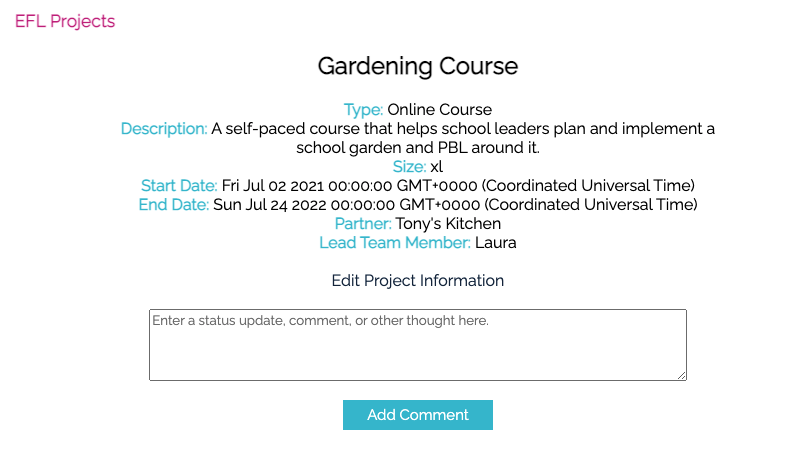 EFL Projects
Gardening Course
Type: Online Course
Description: A self-paced course that helps school leaders plan and implement a
school garden and PBL around it.
Size: xl
Start Date: Fri Jul 02 2021 00:00:00 GMT+0000 (Coordinated Universal Time)
End Date: Sun Jul 24 2022 00:00:00 GMT+0000 (Coordinated Universal Time)
Partner: Tony's Kitchen
Lead Team Member: Laura
Edit Project Information
Enter a status update, comment, or other thought here.
Add Comment